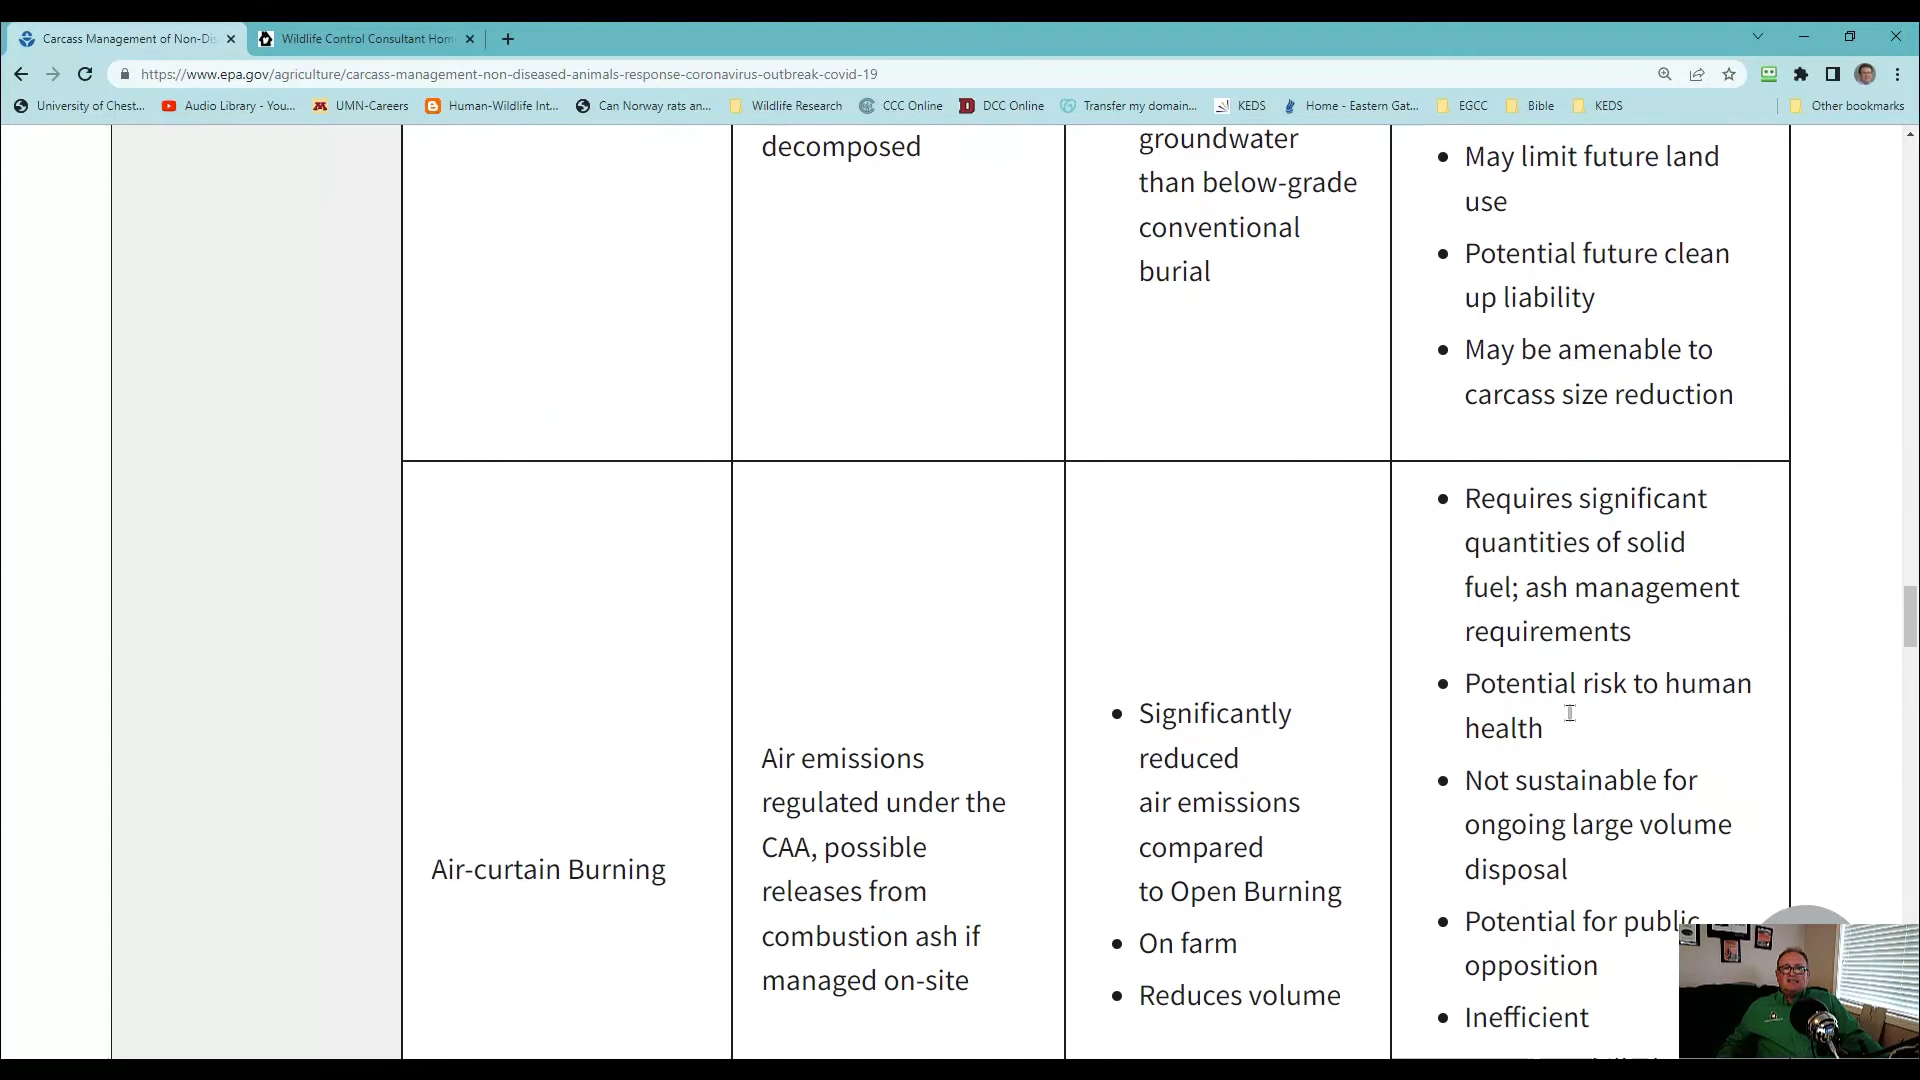 Carcass Management of Non-Dis
Wildlife Control Consultant Hom
https://www.epa.gov/agriculture/carcass-management-non-diseased-animals-response-coronavirus-outbreak-covid-19
University of Chest...
Audio Library - You...
UMN-Careers
Human-Wildlife Int...
Can Norway rats an...
Wildlife Research
CCC Online
DCC Online
Transfer my domain...
KEDS
Home - Eastern Gat...
EGCC
Bible
KEDS
Other bookmarks
decomposed
groundwater
than below-grade
conventional
burial
• May limit future land
use
• Potential future clean
up liability
• May be amenable to
carcass size reduction
Air-curtain Burning
Air emissions
regulated under the
CAA, possible
releases from
combustion ash if
managed on-site
• Significantly
reduced
air emissions
compared
to Open Burning
• On farm
• Reduces volume
• Requires significant
quantities of solid
fuel; ash management
requirements
• Potential risk to human
health
• Not sustainable for
ongoing large volume
disposal
• Potential for public
opposition
• Inefficient